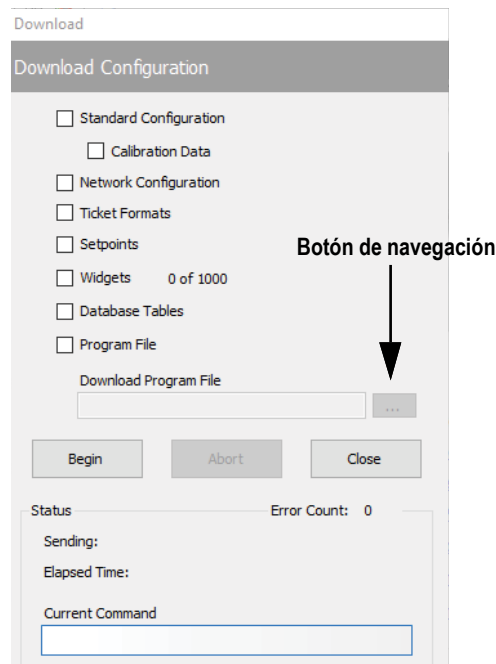 Download
Download Configuration
Standard Configuration
Calibration Data
Network Configuration
Ticket Formats
Setpoints
Botón de navegación
Widgets 0 of 1000
Database Tables
Program File
Download Program File
...
Begin Abort Close
Status Error Count: 0
Sending:
Elapsed Time:
Current Command